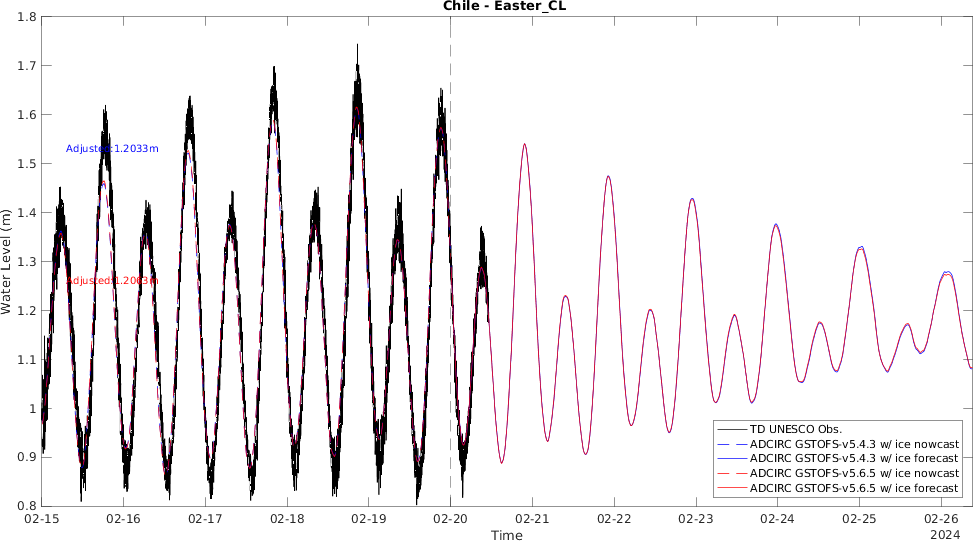 Chile - Easter_CL
1.8
1.7
1.6
1.5
1.4
1.3
1.2
1.1
1
0.9
0.8
Water Level (m)
Adjusted:1.2033m
Adjusted:1.2063m
02-15
02-16
02-17
02-18
02-19
02-20
02-21
02-22
02-23
02-24
02-25
02-26
2024
Time
TD UNESCO Obs.
ADCIRC GSTOFS-v5.4.3 w/ ice nowcast
ADCIRC GSTOFS-v5.4.3 w/ ice forecast
ADCIRC GSTOFS-v5.6.5 w/ ice nowcast
ADCIRC GSTOFS-v5.6.5 w/ ice forecast